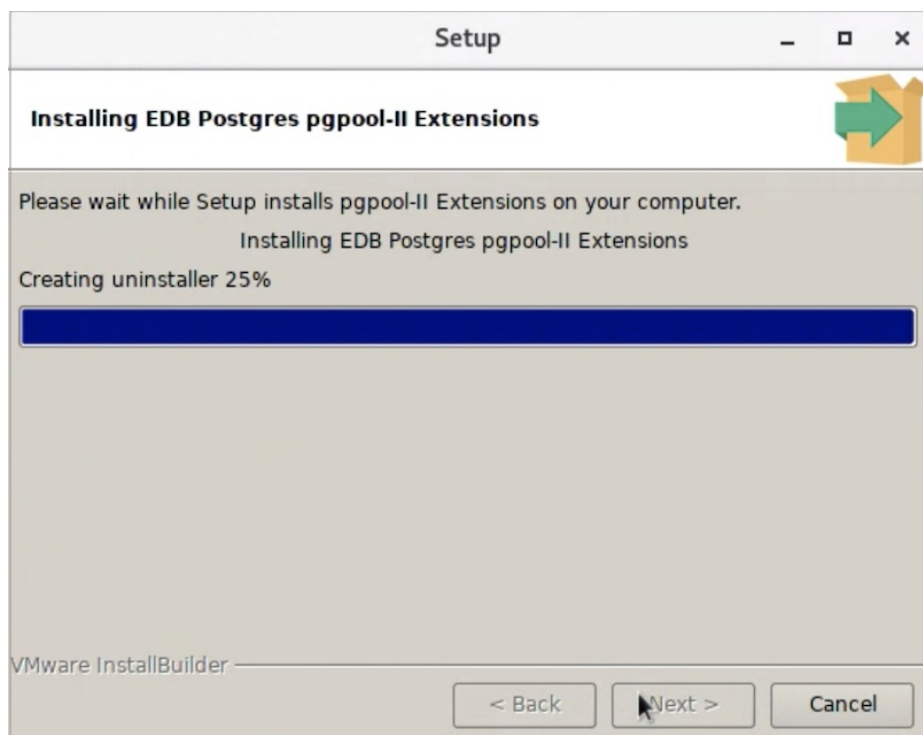 Setup
Installing EDB Postgres pgpool-II Extensions
Please wait while Setup installs pgpool-II Extensions on your computer.
Installing EDB Postgres pgpool-II Extensions
Creating uninstaller 25%
VMware InstallBuilder
< Back Next > Cancel